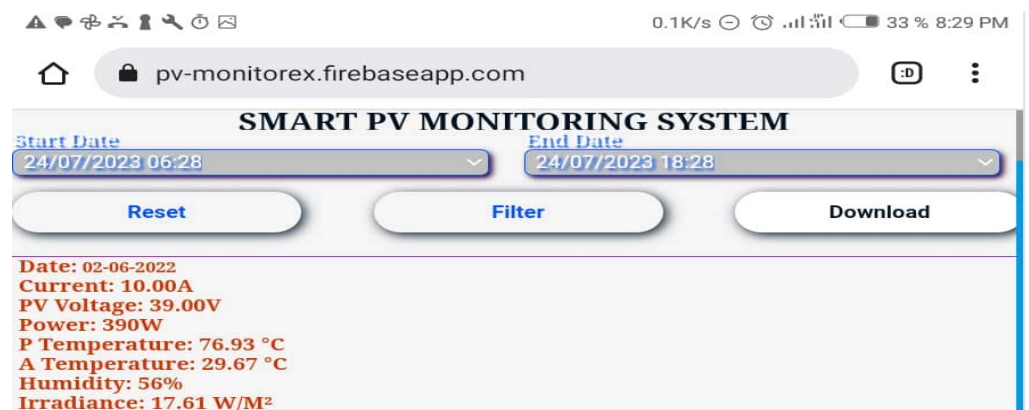 0.1K/s 33 % 8:29 PM
pv-monitorex.firebaseapp.com :D
SMART PV MONITORING SYSTEM
Start Date End Date
24/07/2023 06:28 24/07/2023 18:28
Reset Filter Download
Date: 02-06-2022
Current: 10.00A
PV Voltage: 39.00V
Power: 390W
P Temperature: 76.93 °C
A Temperature: 29.67 °C
Humidity: 56%
Irradiance: 17.61 W/M²